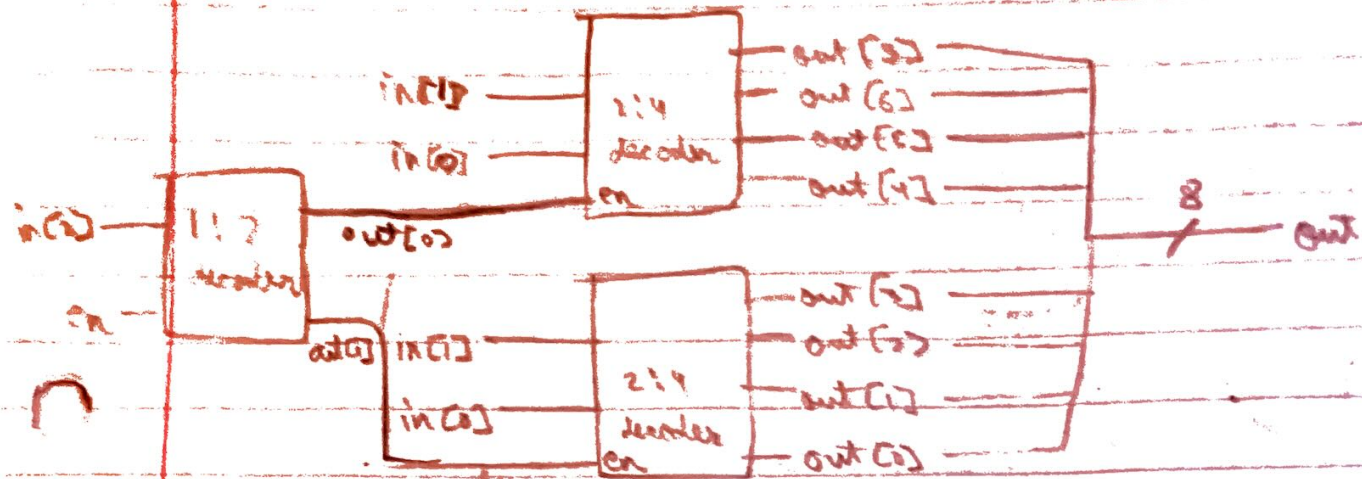 in[1]
in[0]
2:4
decoder
en
out [6]
out [5]
out [4]
in[2]
1:2
decoder
en
out[0]
out[1]
8
out
in[1]
in[0]
2:4
decoder
en
out [3]
out [2]
out [1]
out [0]